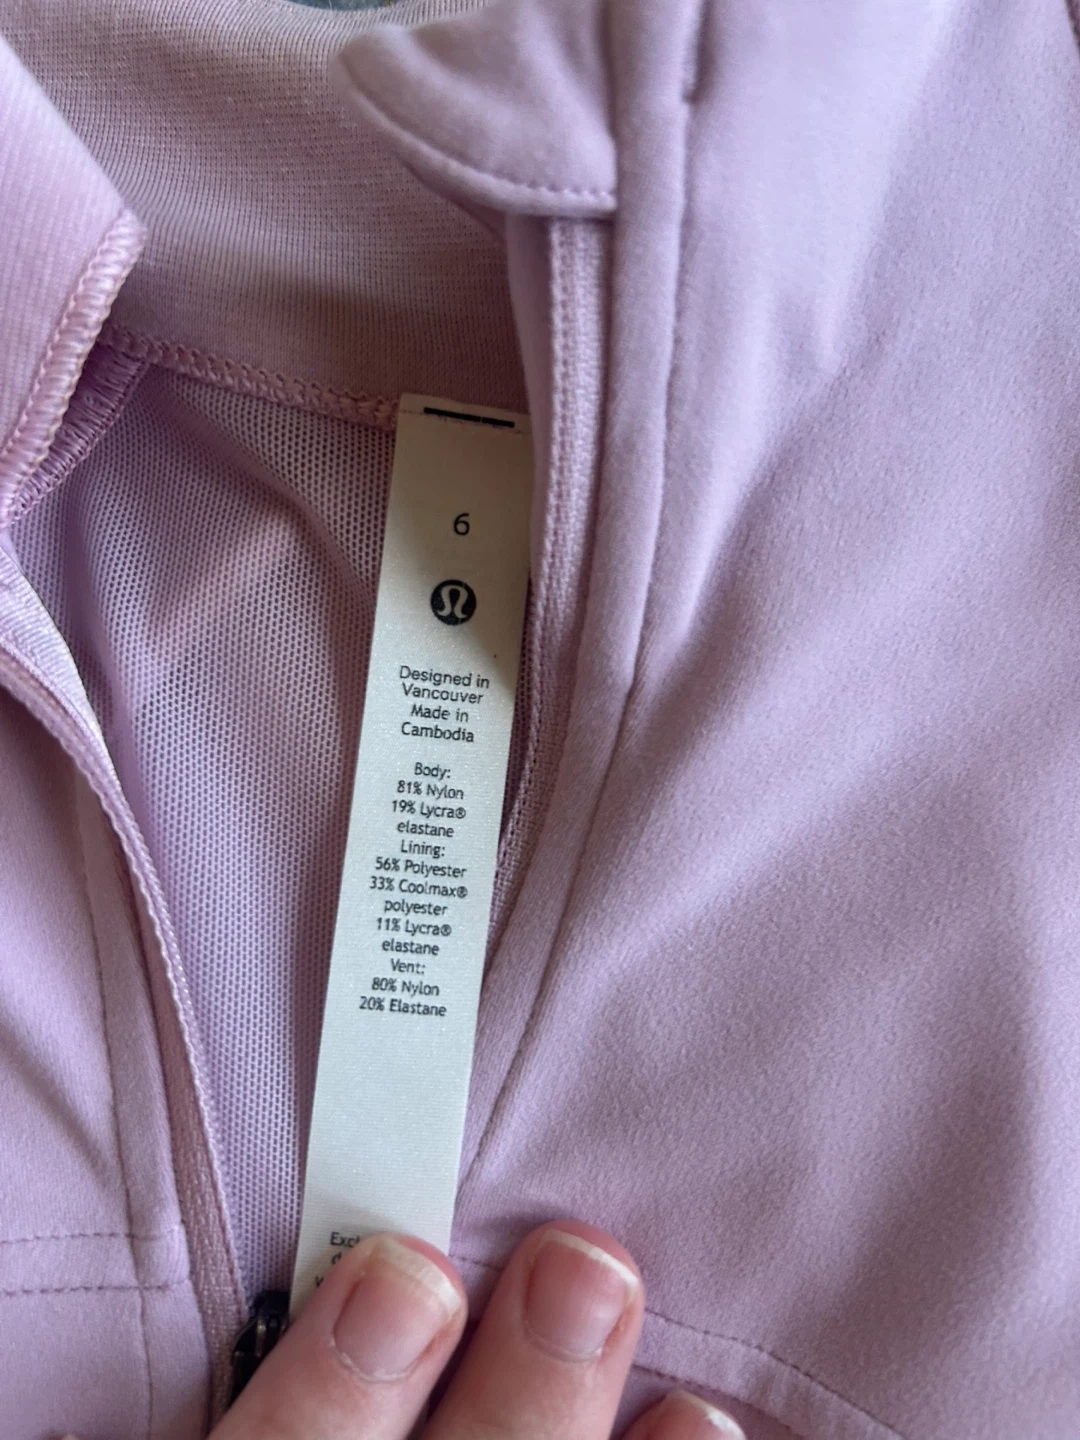 6
Designed in
Vancouver
Made in
Cambodia
Body:
81% Nylon
19% Lycra®
elastane
Lining:
56% Polyester
33% Coolmax®
polyester
11% Lycra®
elastane
Vent:
80% Nylon
20% Elastane